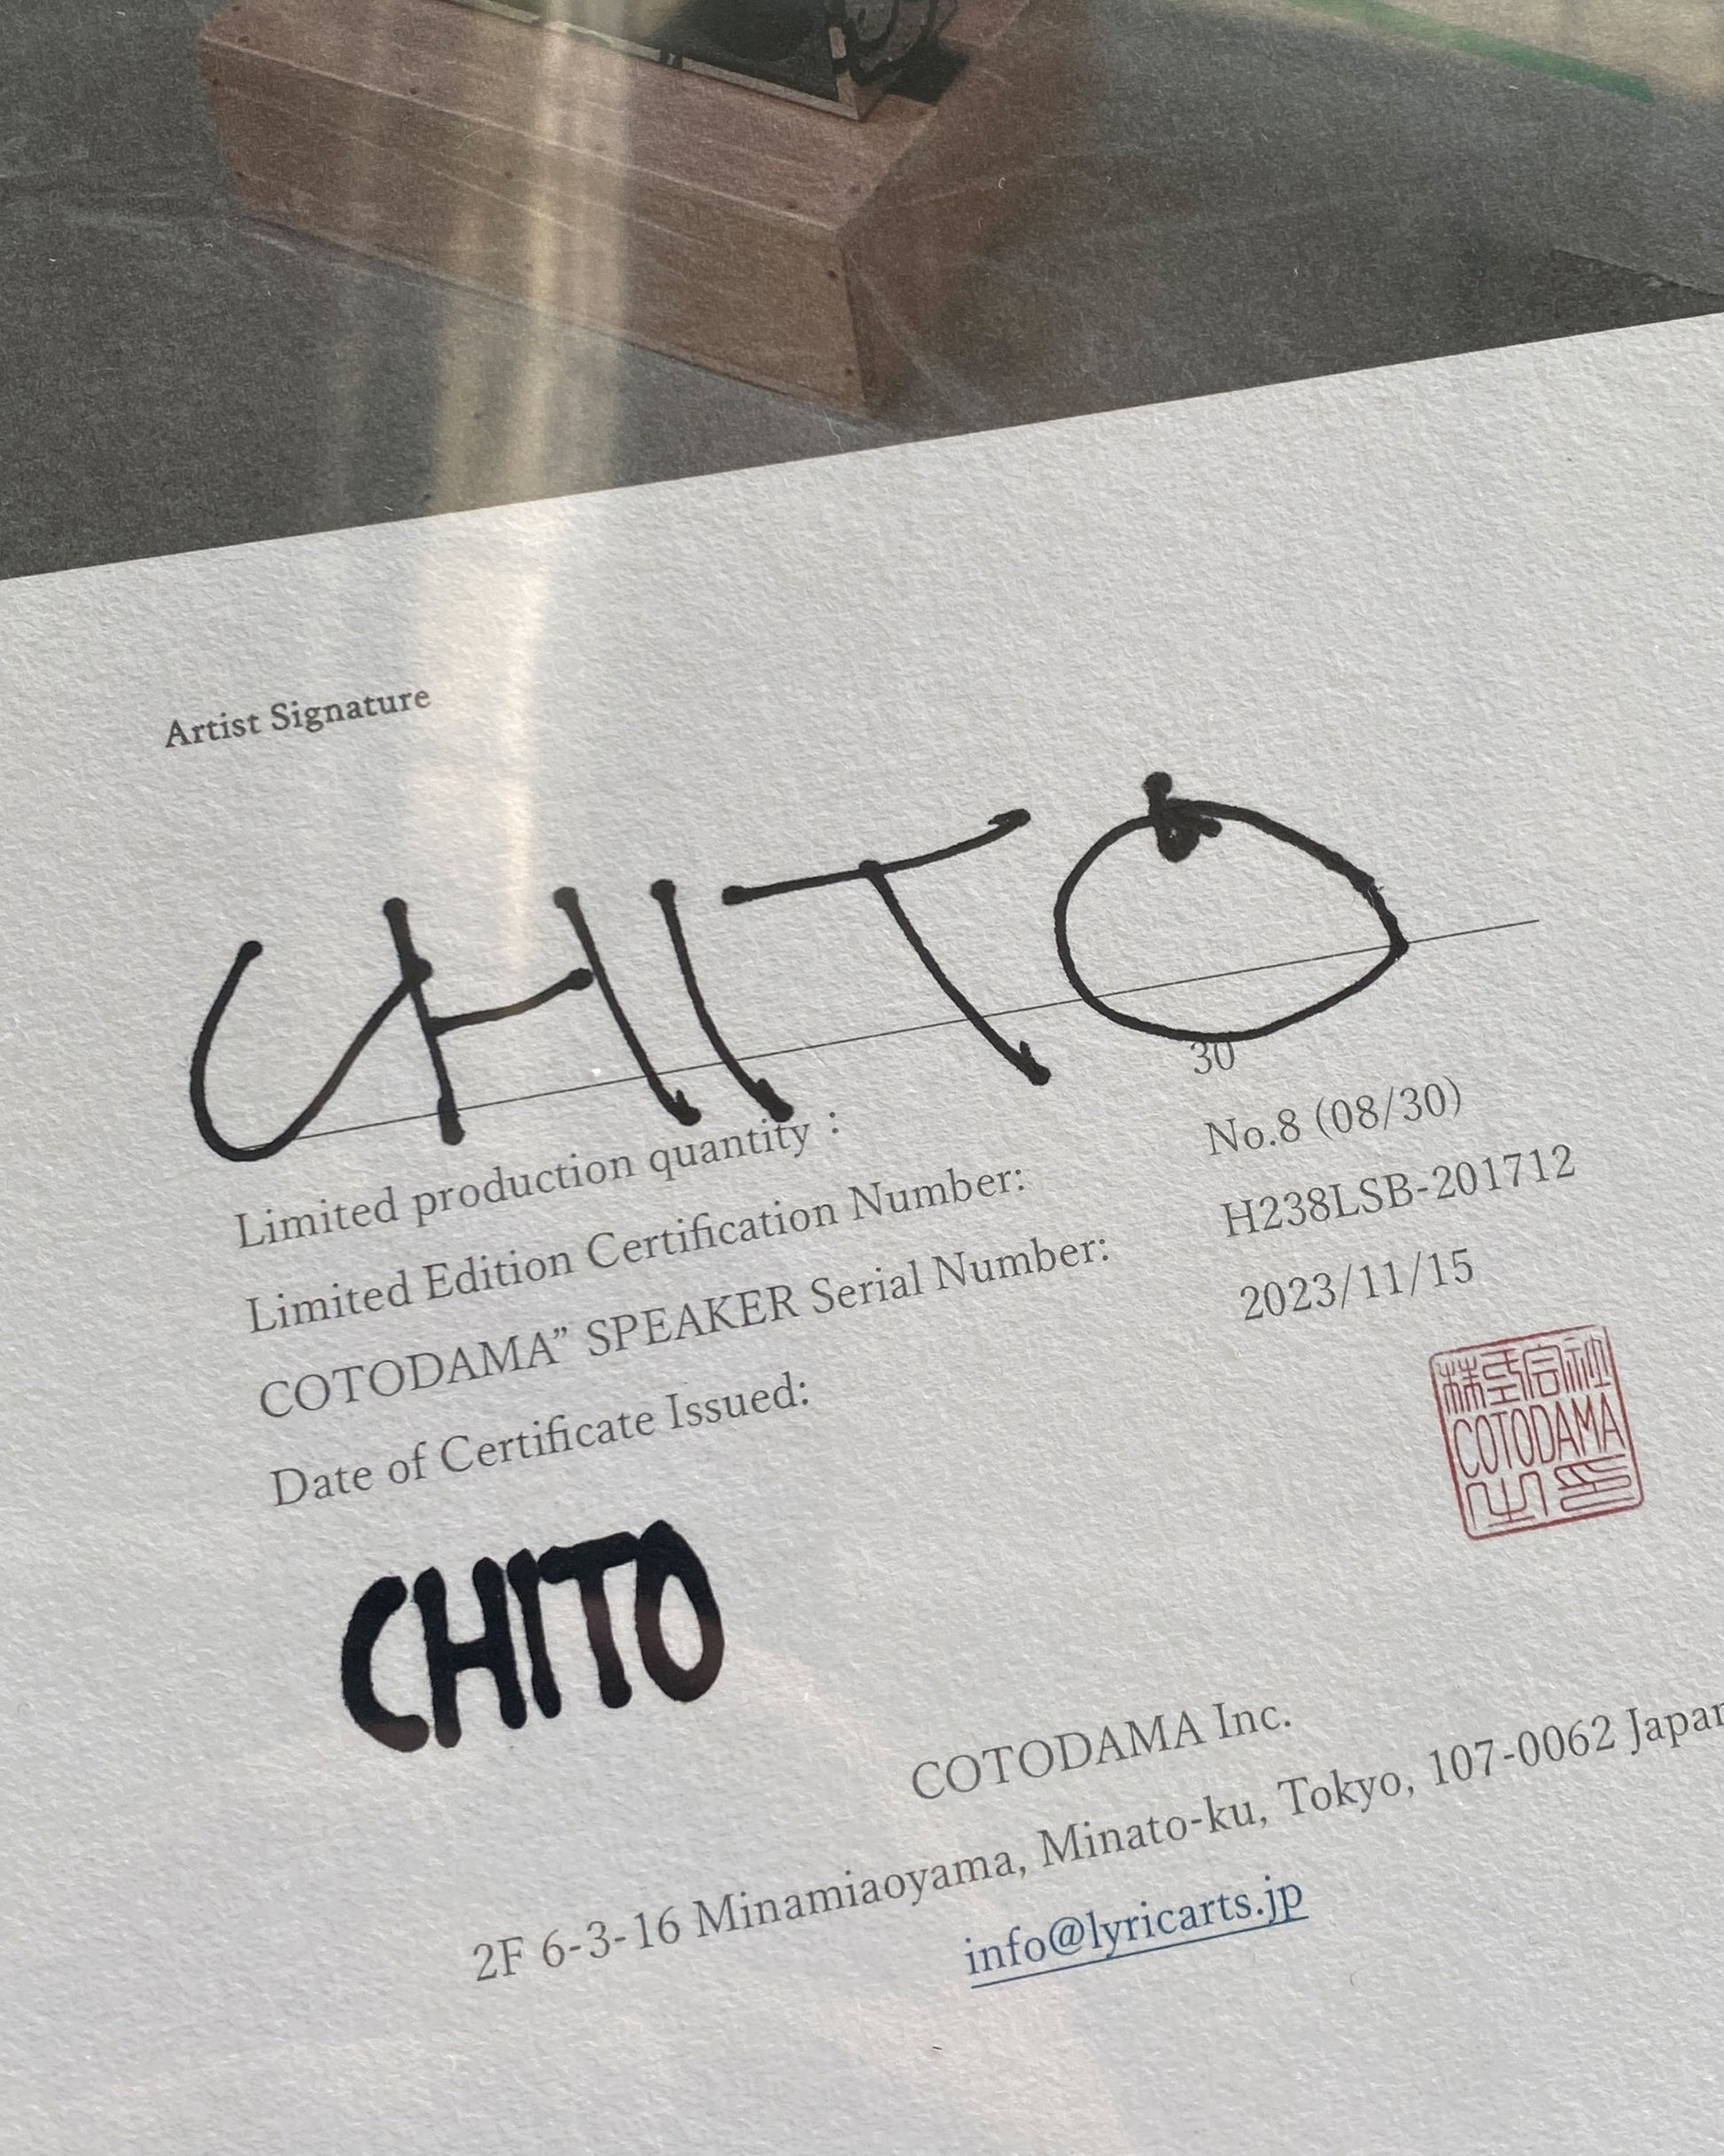 Artist Signature
CHITO
Limited production quantity : 30
Limited Edition Certification Number: No.8 (08/30)
COTODAMA” SPEAKER Serial Number: H238LSB-201712
Date of Certificate Issued: 2023/11/15
COTODAMA
CHITO
COTODAMA Inc.
2F 6-3-16 Minamiaoyama, Minato-ku, Tokyo, 107-0062 Japan
info@lyricarts.jp